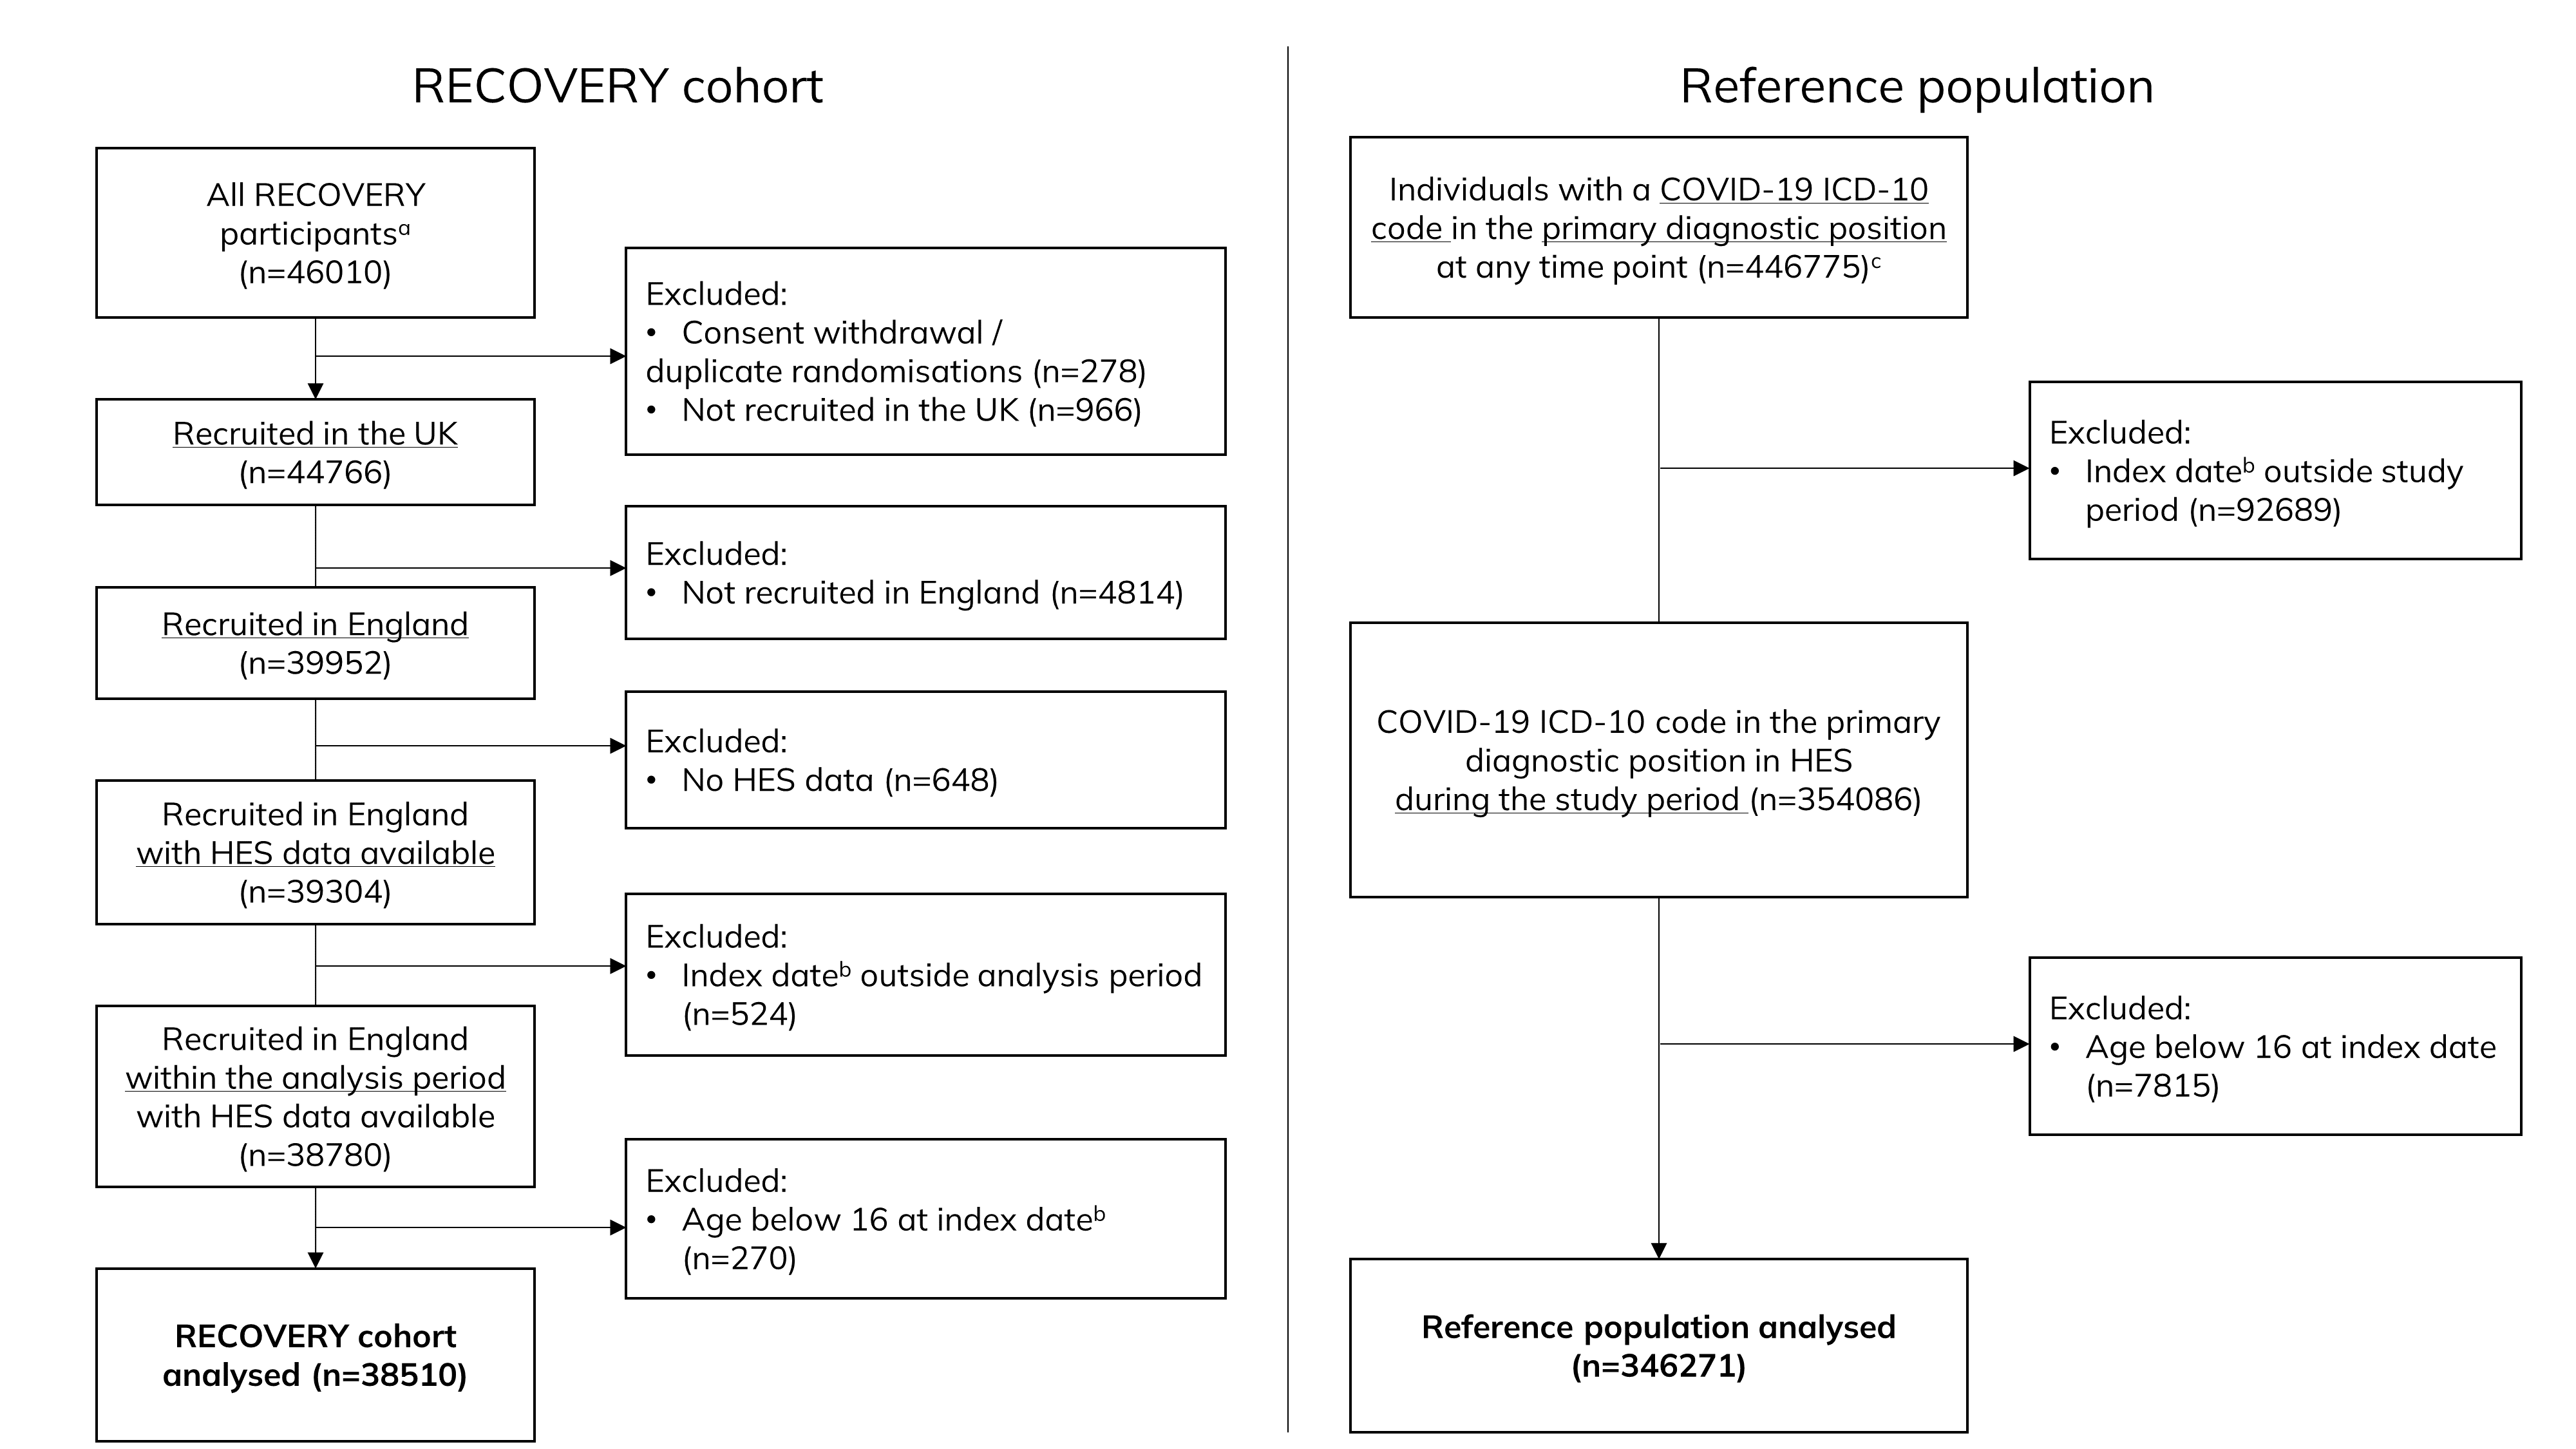 RECOVERY cohort
All RECOVERY
participantsᵃ
(n=46010)
Excluded:
• Consent withdrawal /
duplicate randomisations (n=278)
• Not recruited in the UK (n=966)
Recruited in the UK
(n=44766)
Excluded:
• Not recruited in England (n=4814)
Recruited in England
(n=39952)
Excluded:
• No HES data (n=648)
Recruited in England
with HES data available
(n=39304)
Excluded:
• Index dateᵇ outside analysis period
(n=524)
Recruited in England
within the analysis period
with HES data available
(n=38780)
Excluded:
• Age below 16 at index dateᵇ
(n=270)
RECOVERY cohort
analysed (n=38510)
Reference population
Individuals with a COVID-19 ICD-10
code in the primary diagnostic position
at any time point (n=446775)ᶜ
Excluded:
• Index dateᵇ outside study
period (n=92689)
COVID-19 ICD-10 code in the primary
diagnostic position in HES
during the study period (n=354086)
Excluded:
• Age below 16 at index date
(n=7815)
Reference population analysed
(n=346271)